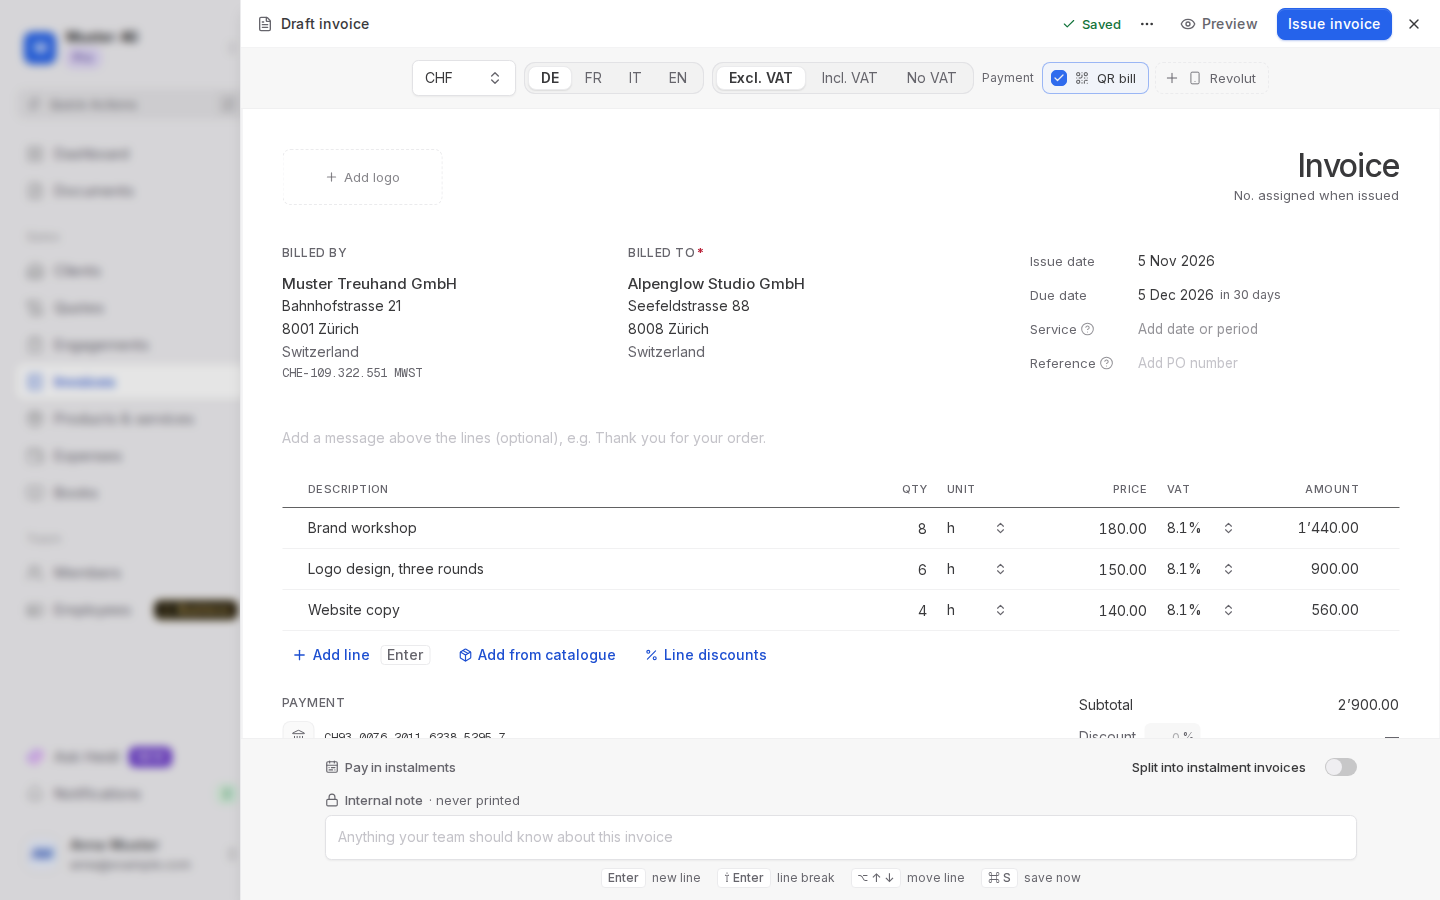 Draft invoice
Saved
Preview
Issue invoice
CHF
DE FR IT EN
Excl. VAT Incl. VAT No VAT
Payment
QR bill
Revolut
Add logo
Invoice
No. assigned when issued
BILLED BY
Muster Treuhand GmbH
Bahnhofstrasse 21
8001 Zürich
Switzerland
CHE-109.322.551 MWST
BILLED TO*
Alpenglow Studio GmbH
Seefeldstrasse 88
8008 Zürich
Switzerland
Issue date 5 Nov 2026
Due date 5 Dec 2026 in 30 days
Service Add date or period
Reference Add PO number
Add a message above the lines (optional), e.g. Thank you for your order.
DESCRIPTION QTY UNIT PRICE VAT AMOUNT
Brand workshop 8 h 180.00 8.1% 1’440.00
Logo design, three rounds 6 h 150.00 8.1% 900.00
Website copy 4 h 140.00 8.1% 560.00
Add line Enter Add from catalogue Line discounts
PAYMENT
Subtotal 2’900.00
Discount 0 % —
Pay in instalments
Split into instalment invoices
Internal note · never printed
Anything your team should know about this invoice
Enter new line ⇧ Enter line break ⌥ ↑ ↓ move line ⌘ S save now